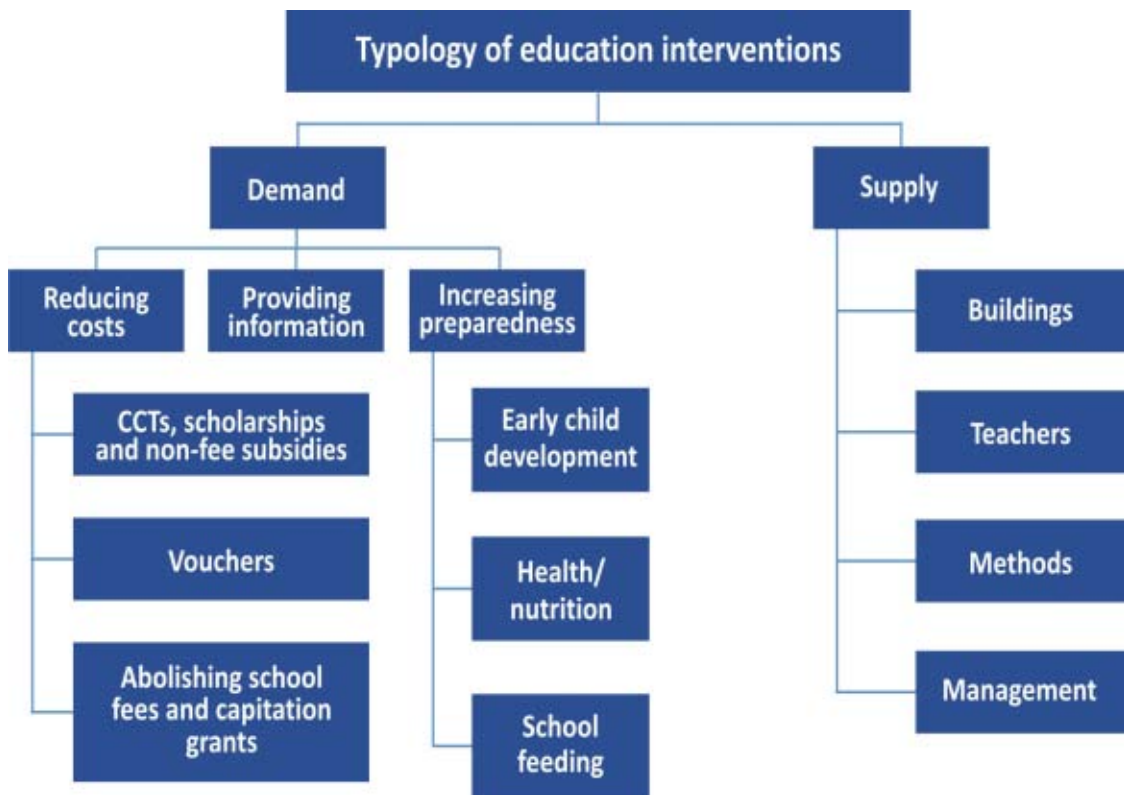 Typology of education interventions
Demand
Supply
Reducing
costs
Providing
information
Increasing
preparedness
CCTs, scholarships
and non-fee subsidies
Vouchers
Abolishing school
fees and capitation
grants
Early child
development
Health/
nutrition
School
feeding
Buildings
Teachers
Methods
Management